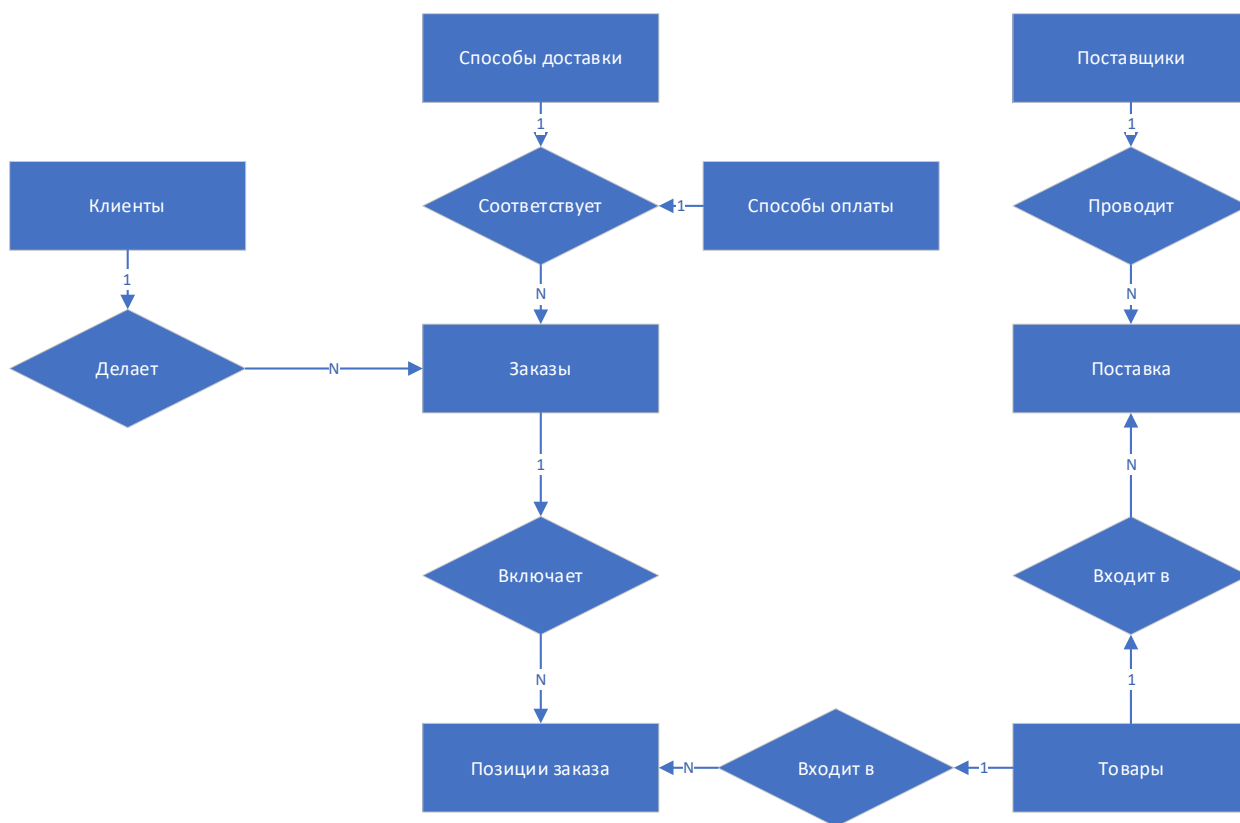 Способы доставки
Поставщики
1
1
Клиенты
Соответствует
1
Способы оплаты
Проводит
1
N
N
Делает
N
Заказы
Поставка
1
N
Включает
Входит в
N
1
Позиции заказа
N
Входит в
1
Товары